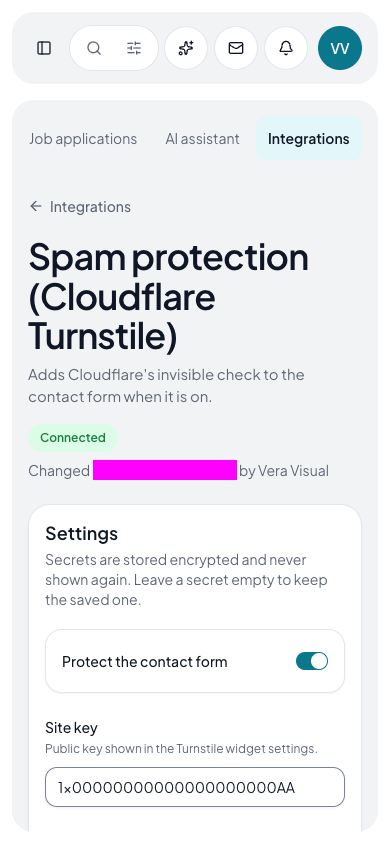 VV
Job applications AI assistant Integrations
Integrations
Spam protection
(Cloudflare
Turnstile)
Adds Cloudflare's invisible check to the
contact form when it is on.
Connected
Changed by Vera Visual
Settings
Secrets are stored encrypted and never
shown again. Leave a secret empty to keep
the saved one.
Protect the contact form
Site key
Public key shown in the Turnstile widget settings.
1x00000000000000000000AA